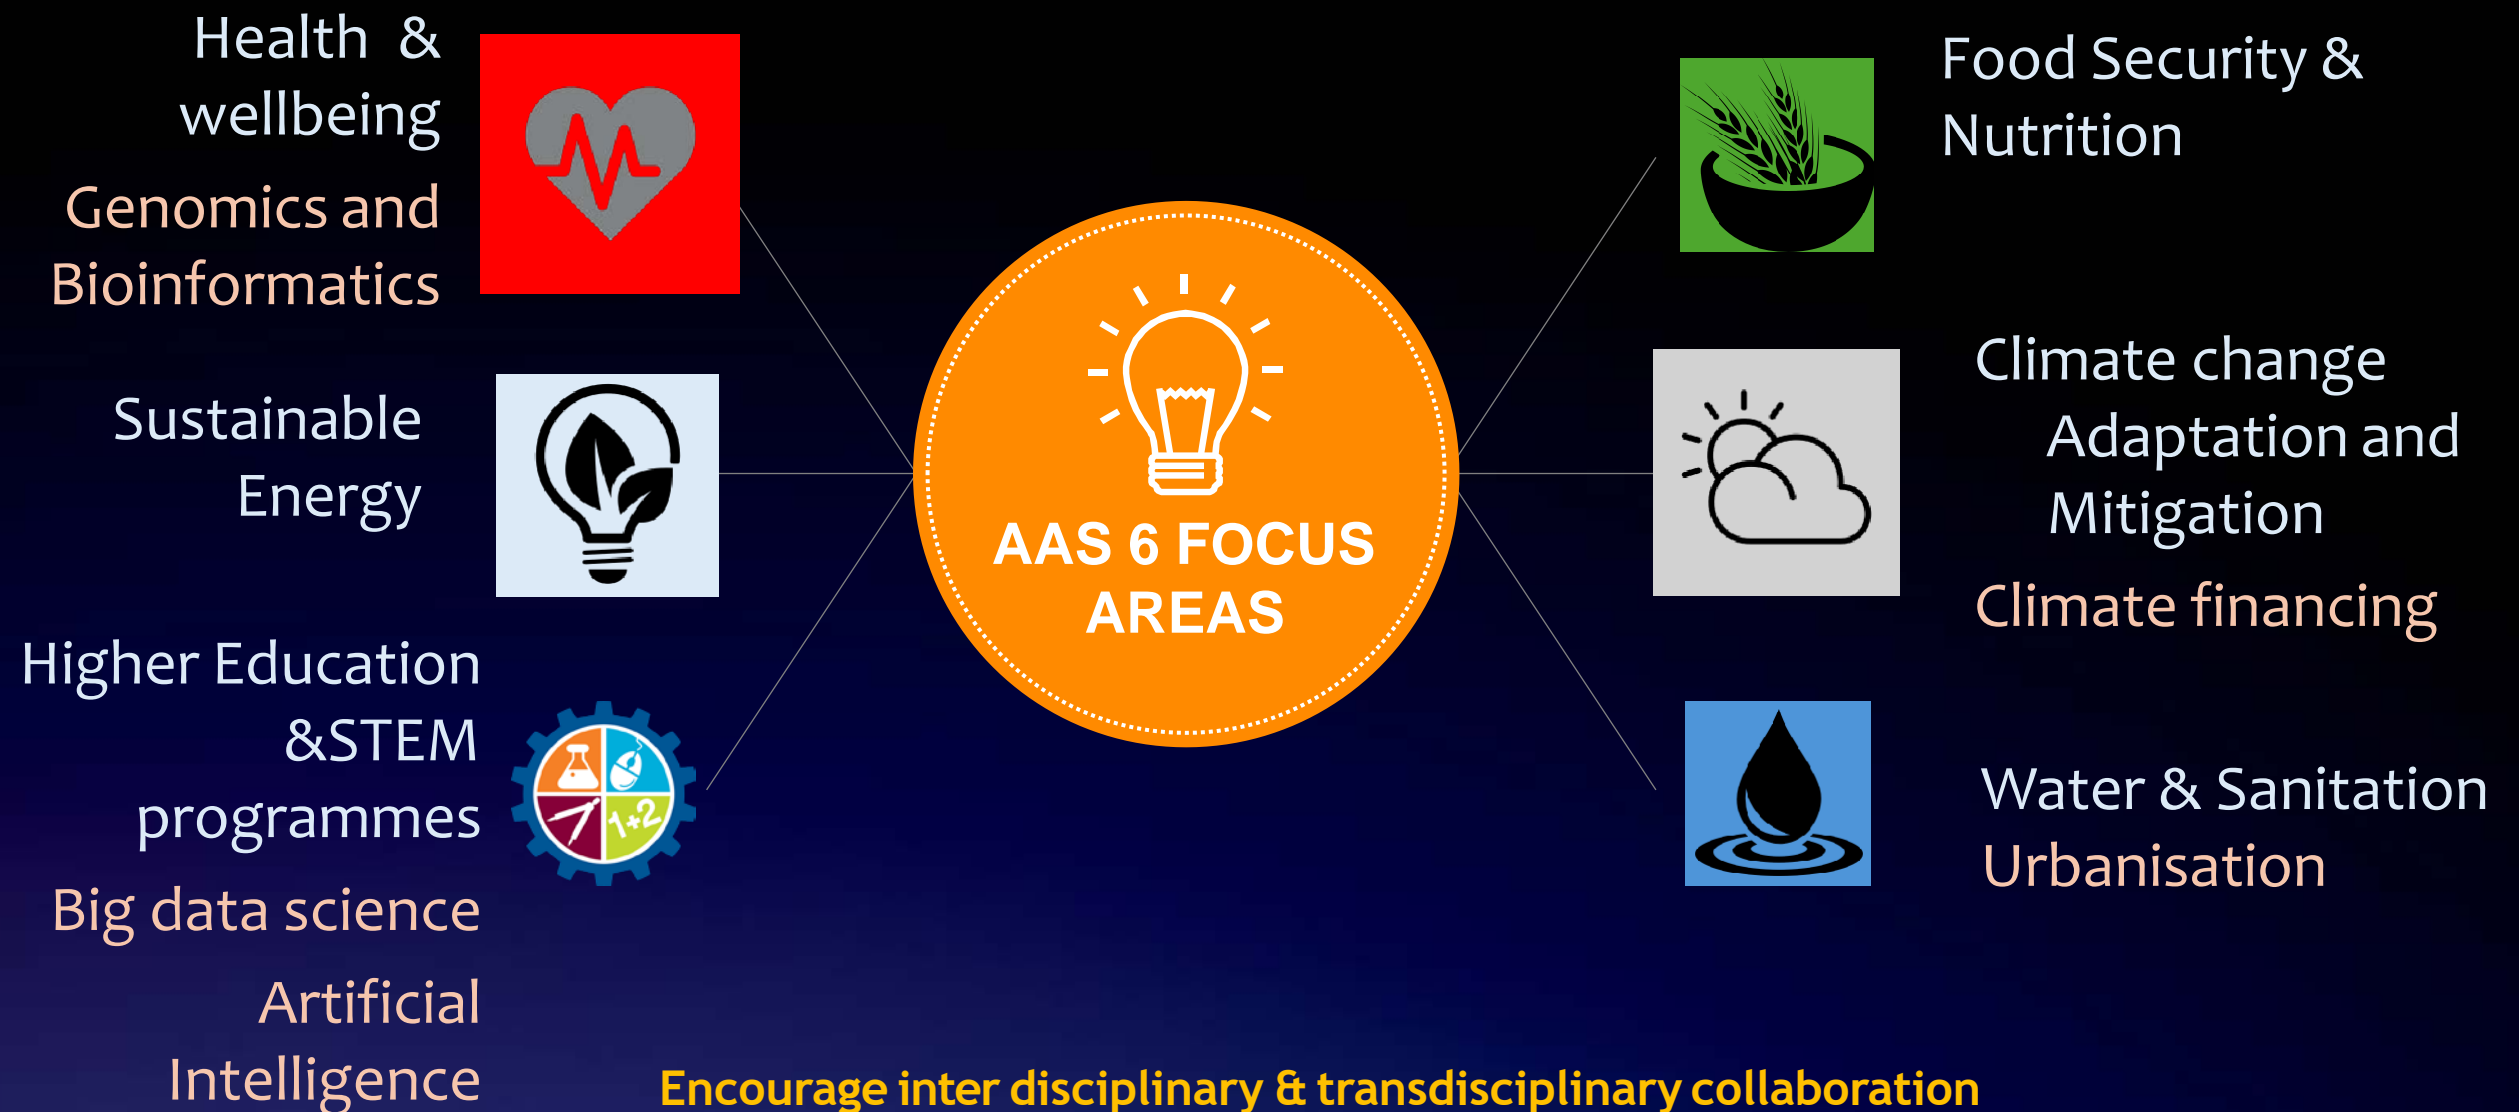 Health &
wellbeing
Genomics and
Bioinformatics
Sustainable
Energy
Higher Education
&STEM
programmes
Big data science
Artificial
Intelligence
1+2
AAS 6 FOCUS
AREAS
Food Security &
Nutrition
Climate change
Adaptation and
Mitigation
Climate financing
Water & Sanitation
Urbanisation
Encourage inter disciplinary & transdisciplinary collaboration